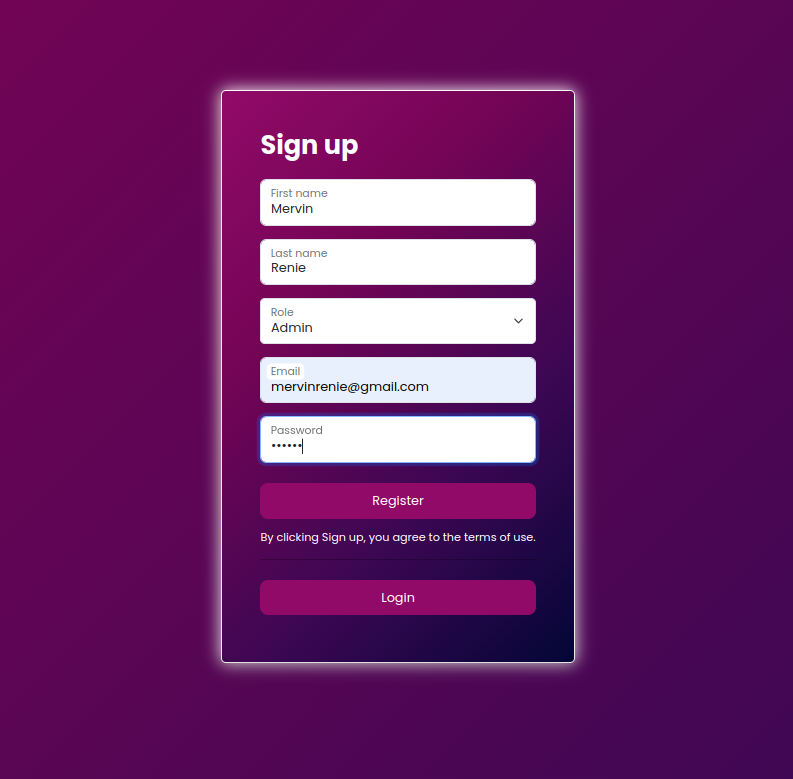 Sign up
First name
Mervin
Last name
Renie
Role
Admin
Email
mervinrenie@gmail.com
Password
••••••
Register
By clicking Sign up, you agree to the terms of use.
Login